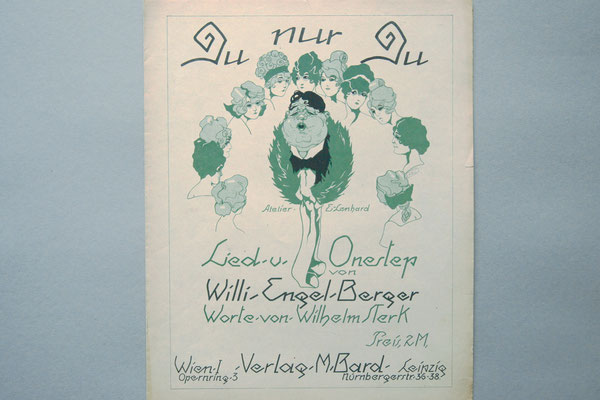 Du nur Du
Atelier E. Lonhard
Lied-u-Onestep
von
Willi-Engel-Berger
Worte-von-Wilhelm Sterk
Preis, 2 M.
Wien-I -Verlag-M-Bard- Leipzig
Opernring-3 Nürnbergerstr-36-38-